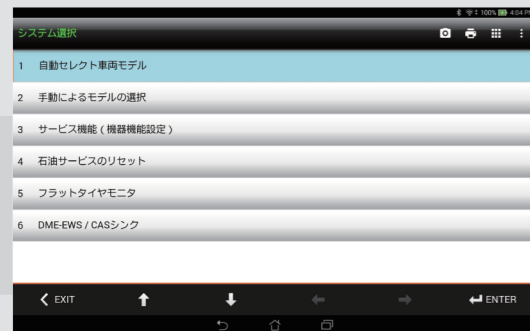 100% 4:04 PM
システム選択
1 自動セレクト車両モデル
2 手動によるモデルの選択
3 サービス機能 ( 機器機能設定 )
4 石油サービスのリセット
5 フラットタイヤモニタ
6 DME-EWS / CASシンク
EXIT ENTER